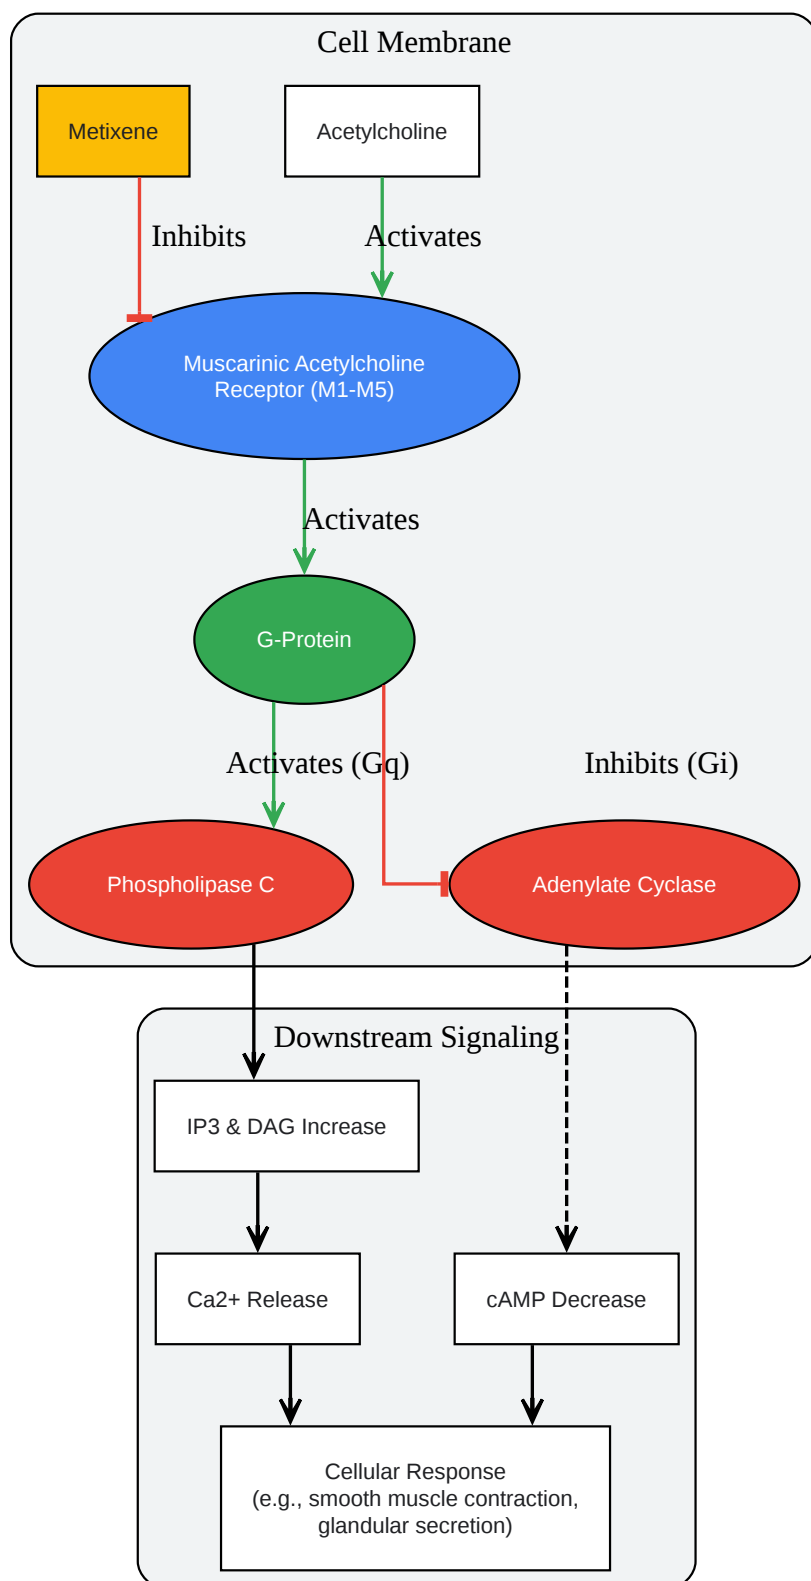 Cell Membrane
Metixene
Acetylcholine
Inhibits
Activates
Muscarinic Acetylcholine
Receptor (M1-M5)
Activates
G-Protein
Activates (Gq)
Inhibits (Gi)
Phospholipase C
Adenylate Cyclase
Downstream Signaling
IP3 & DAG Increase
Ca2+ Release
cAMP Decrease
Cellular Response
(e.g., smooth muscle contraction,
glandular secretion)